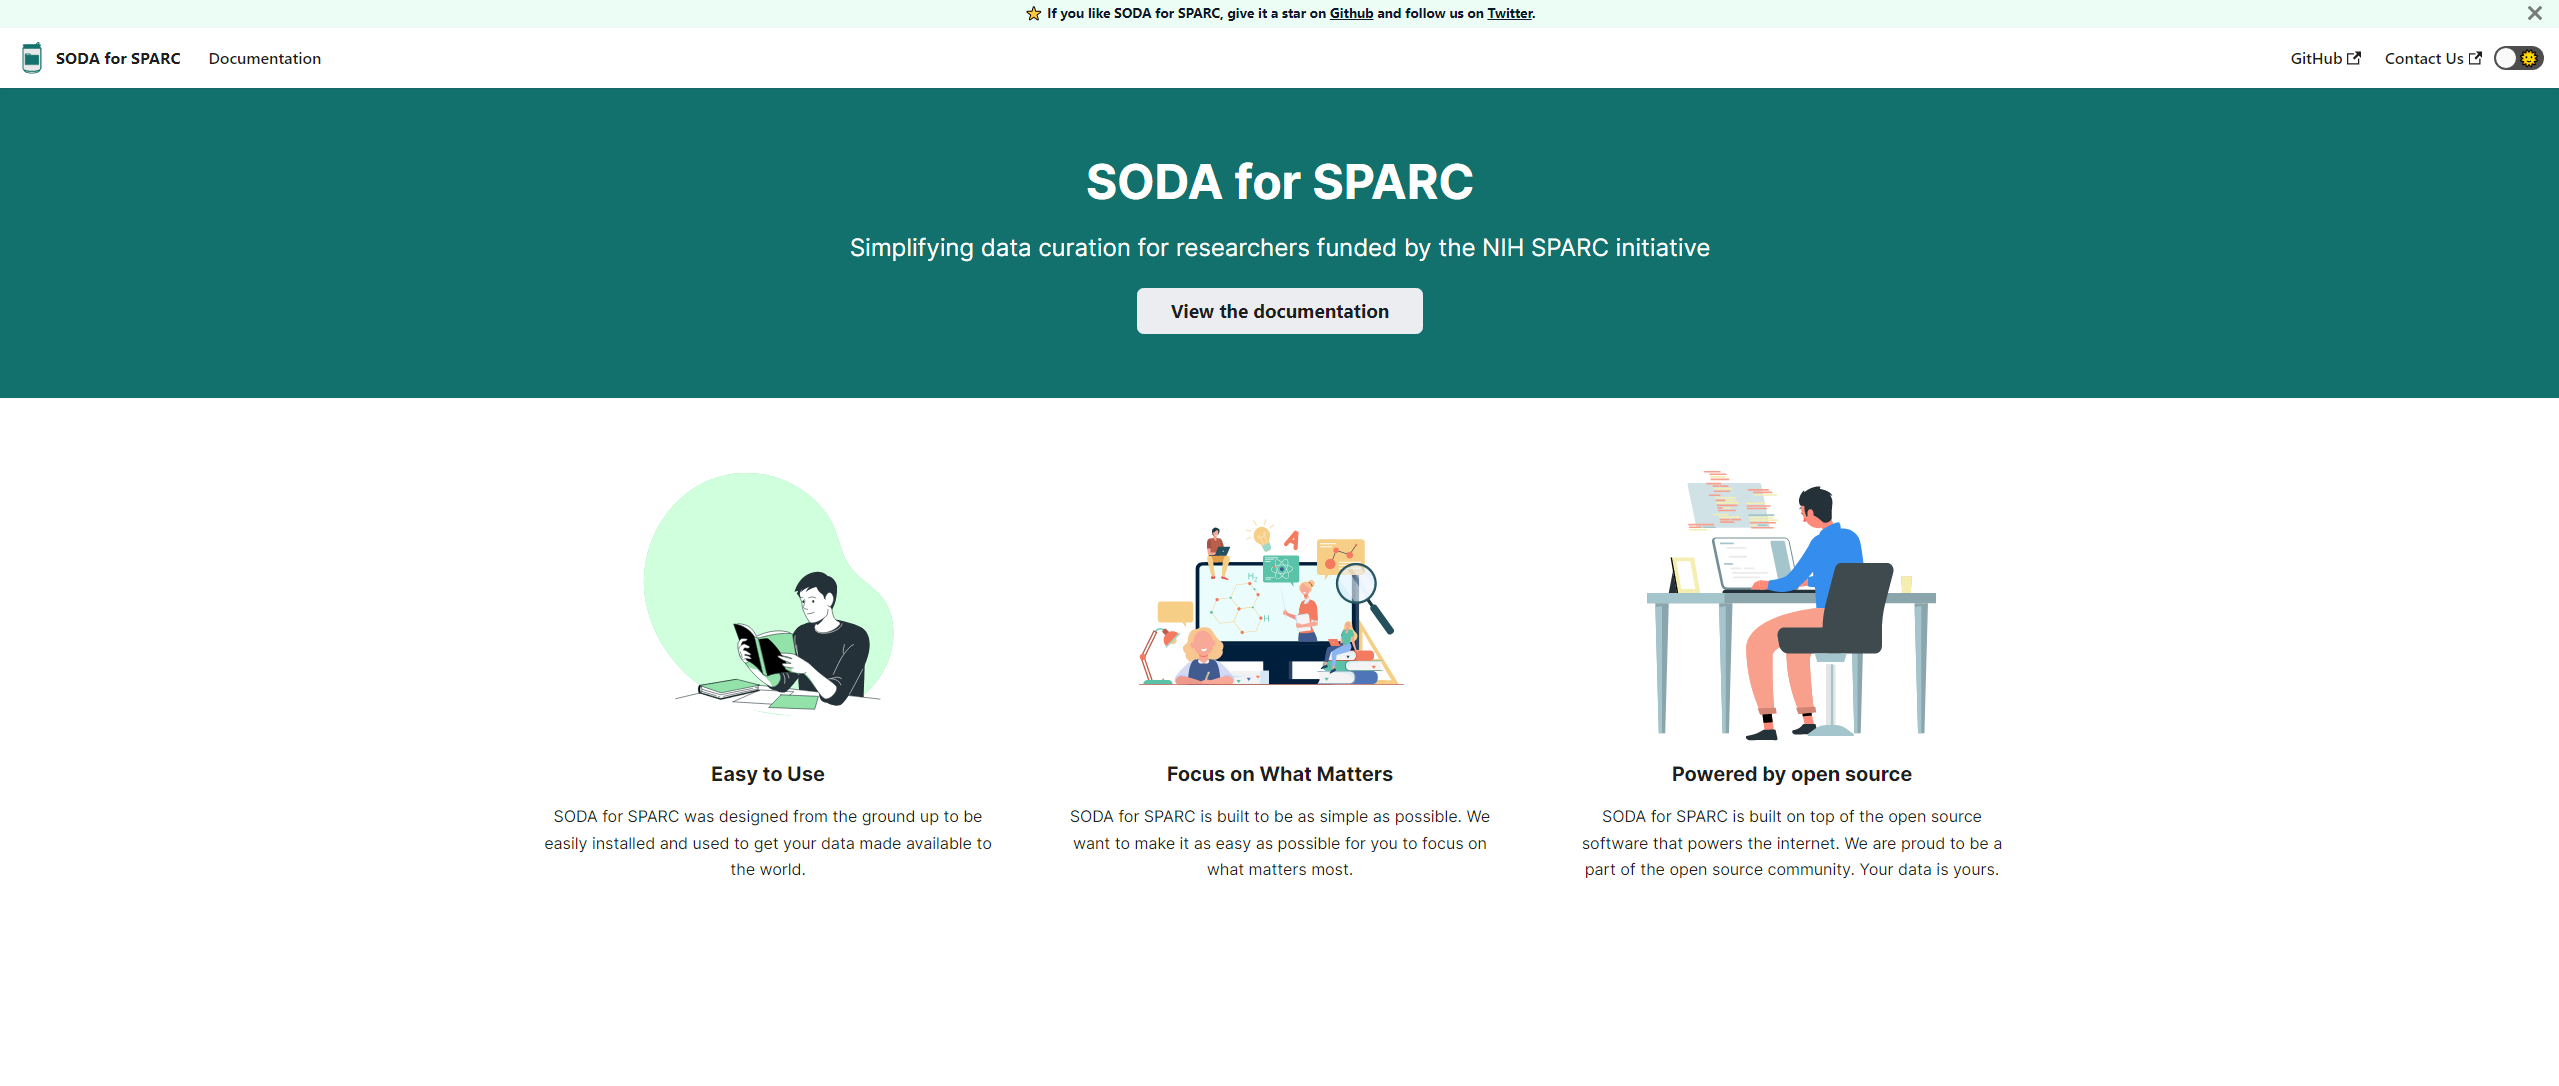 ⭐ If you like SODA for SPARC, give it a star on Github and follow us on Twitter.
SODA for SPARC
Documentation
GitHub
Contact Us
SODA for SPARC
Simplifying data curation for researchers funded by the NIH SPARC initiative
View the documentation
A
H₂
H
Easy to Use
SODA for SPARC was designed from the ground up to be
easily installed and used to get your data made available to
the world.
Focus on What Matters
SODA for SPARC is built to be as simple as possible. We
want to make it as easy as possible for you to focus on
what matters most.
Powered by open source
SODA for SPARC is built on top of the open source
software that powers the internet. We are proud to be a
part of the open source community. Your data is yours.